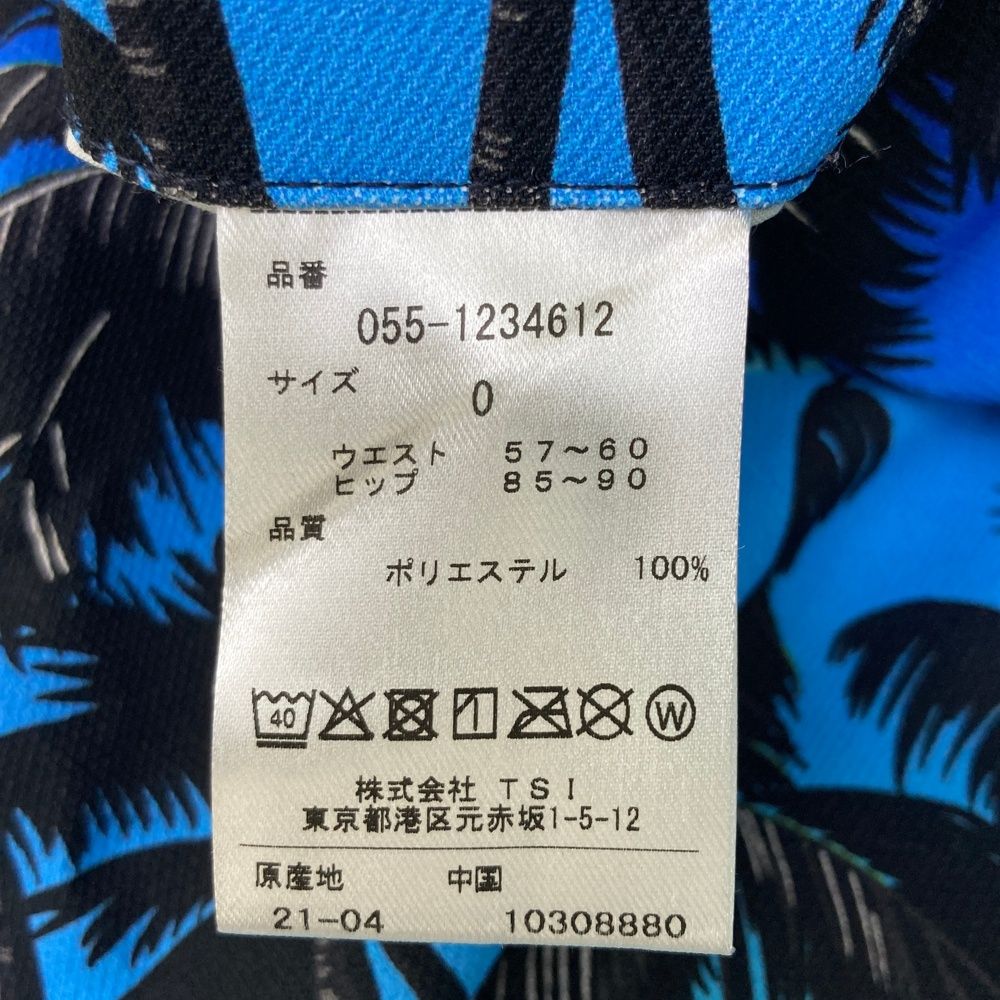 品番
055-1234612
サイズ
0
ウエスト 57～60
ヒップ 85～90
品質
ポリエステル 100%
40 W
株式会社 TSI
東京都港区元赤坂1-5-12
原産地 中国
21-04 10308880